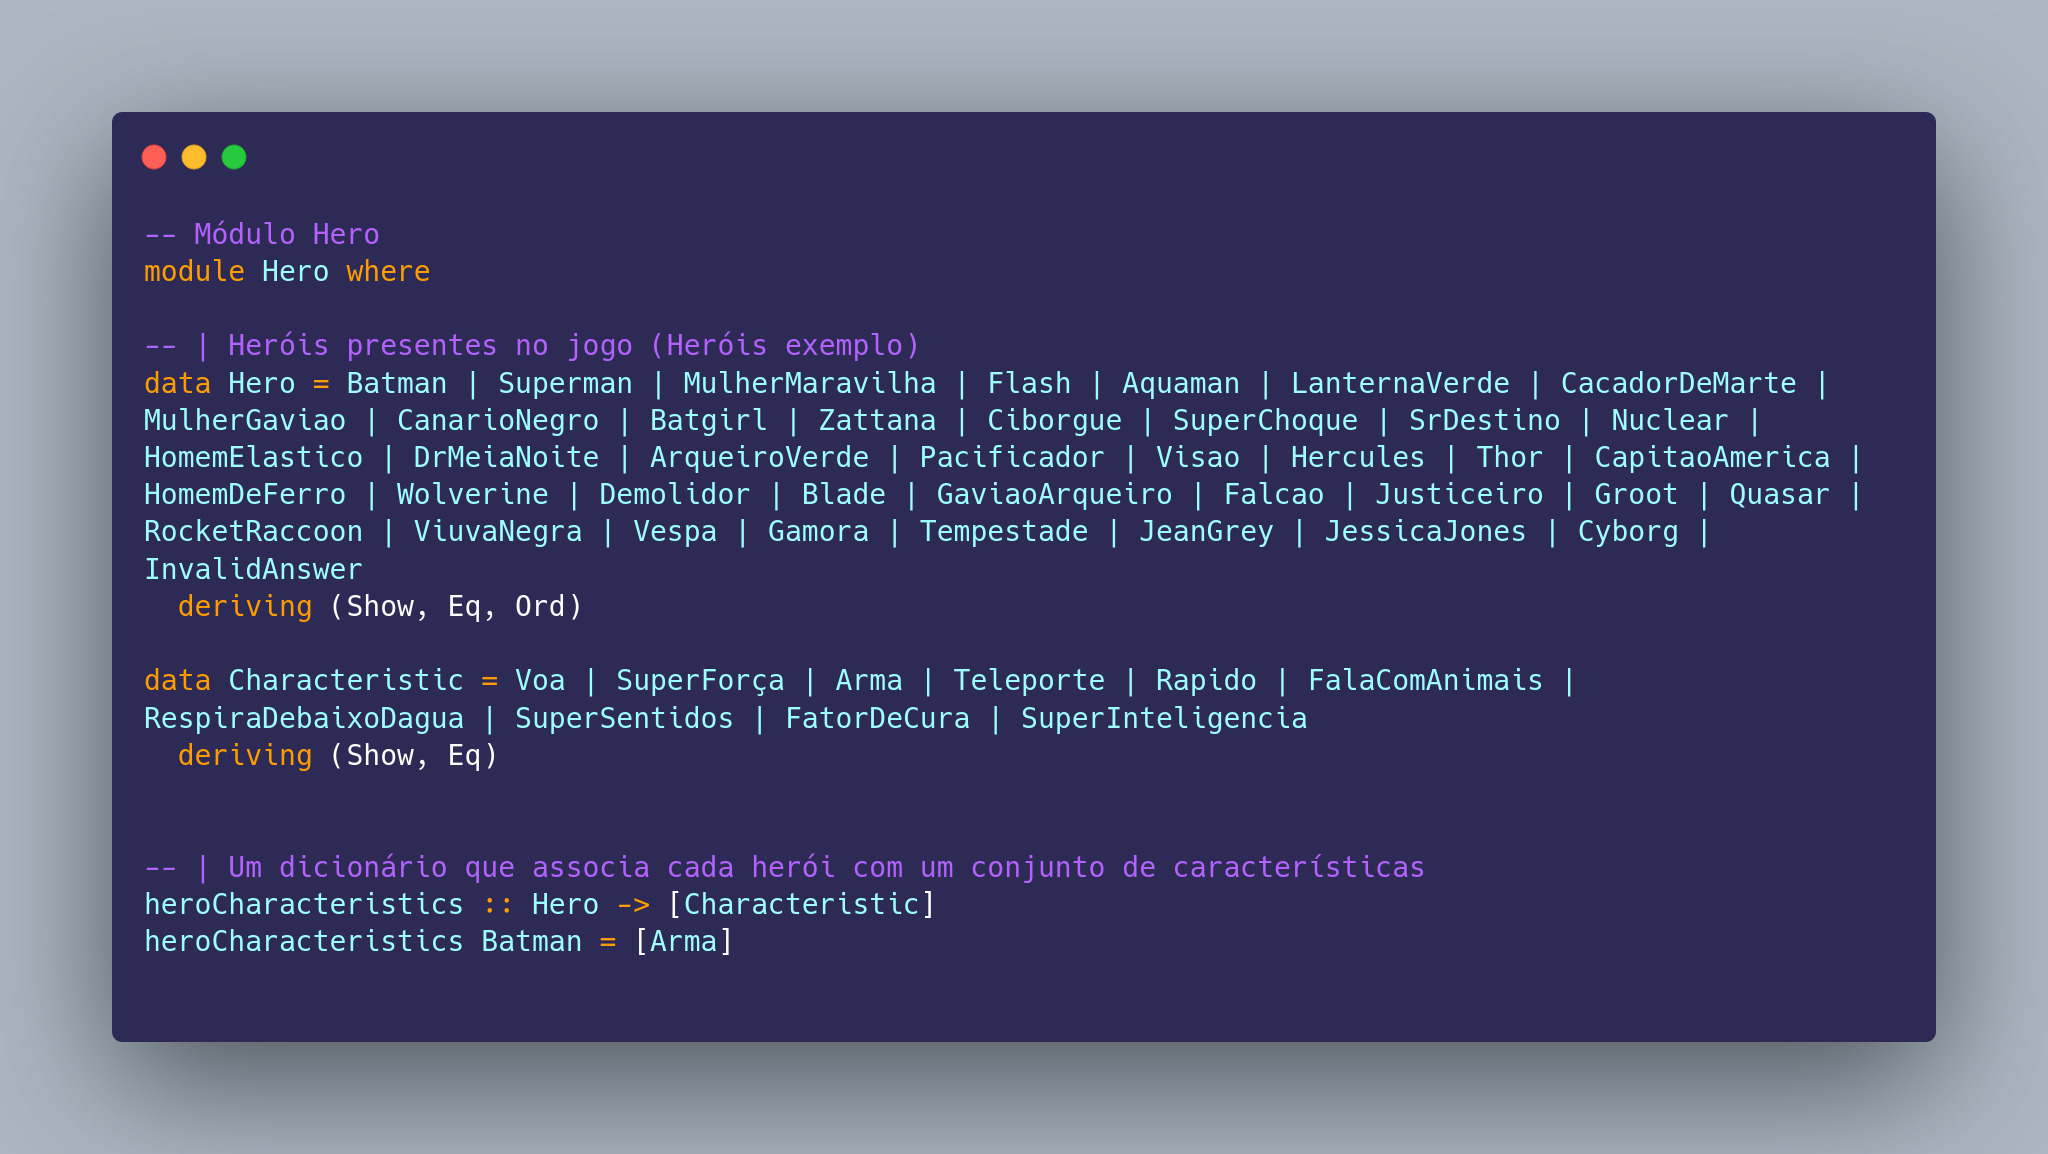 -- Módulo Hero
module Hero where
-- | Heróis presentes no jogo (Heróis exemplo)
data Hero = Batman | Superman | MulherMaravilha | Flash | Aquaman | LanternaVerde | CacadorDeMarte |
MulherGaviao | CanarioNegro | Batgirl | Zattana | Ciborgue | SuperChoque | SrDestino | Nuclear |
HomemElastico | DrMeiaNoite | ArqueiroVerde | Pacificador | Visao | Hercules | Thor | CapitaoAmerica |
HomemDeFerro | Wolverine | Demolidor | Blade | GaviaoArqueiro | Falcao | Justiceiro | Groot | Quasar |
RocketRaccoon | ViuvaNegra | Vespa | Gamora | Tempestade | JeanGrey | JessicaJones | Cyborg |
InvalidAnswer
  deriving (Show, Eq, Ord)
data Characteristic = Voa | SuperForça | Arma | Teleporte | Rapido | FalaComAnimais |
RespiraDebaixoDagua | SuperSentidos | FatorDeCura | SuperInteligencia
  deriving (Show, Eq)
-- | Um dicionário que associa cada herói com um conjunto de características
heroCharacteristics :: Hero -> [Characteristic]
heroCharacteristics Batman = [Arma]